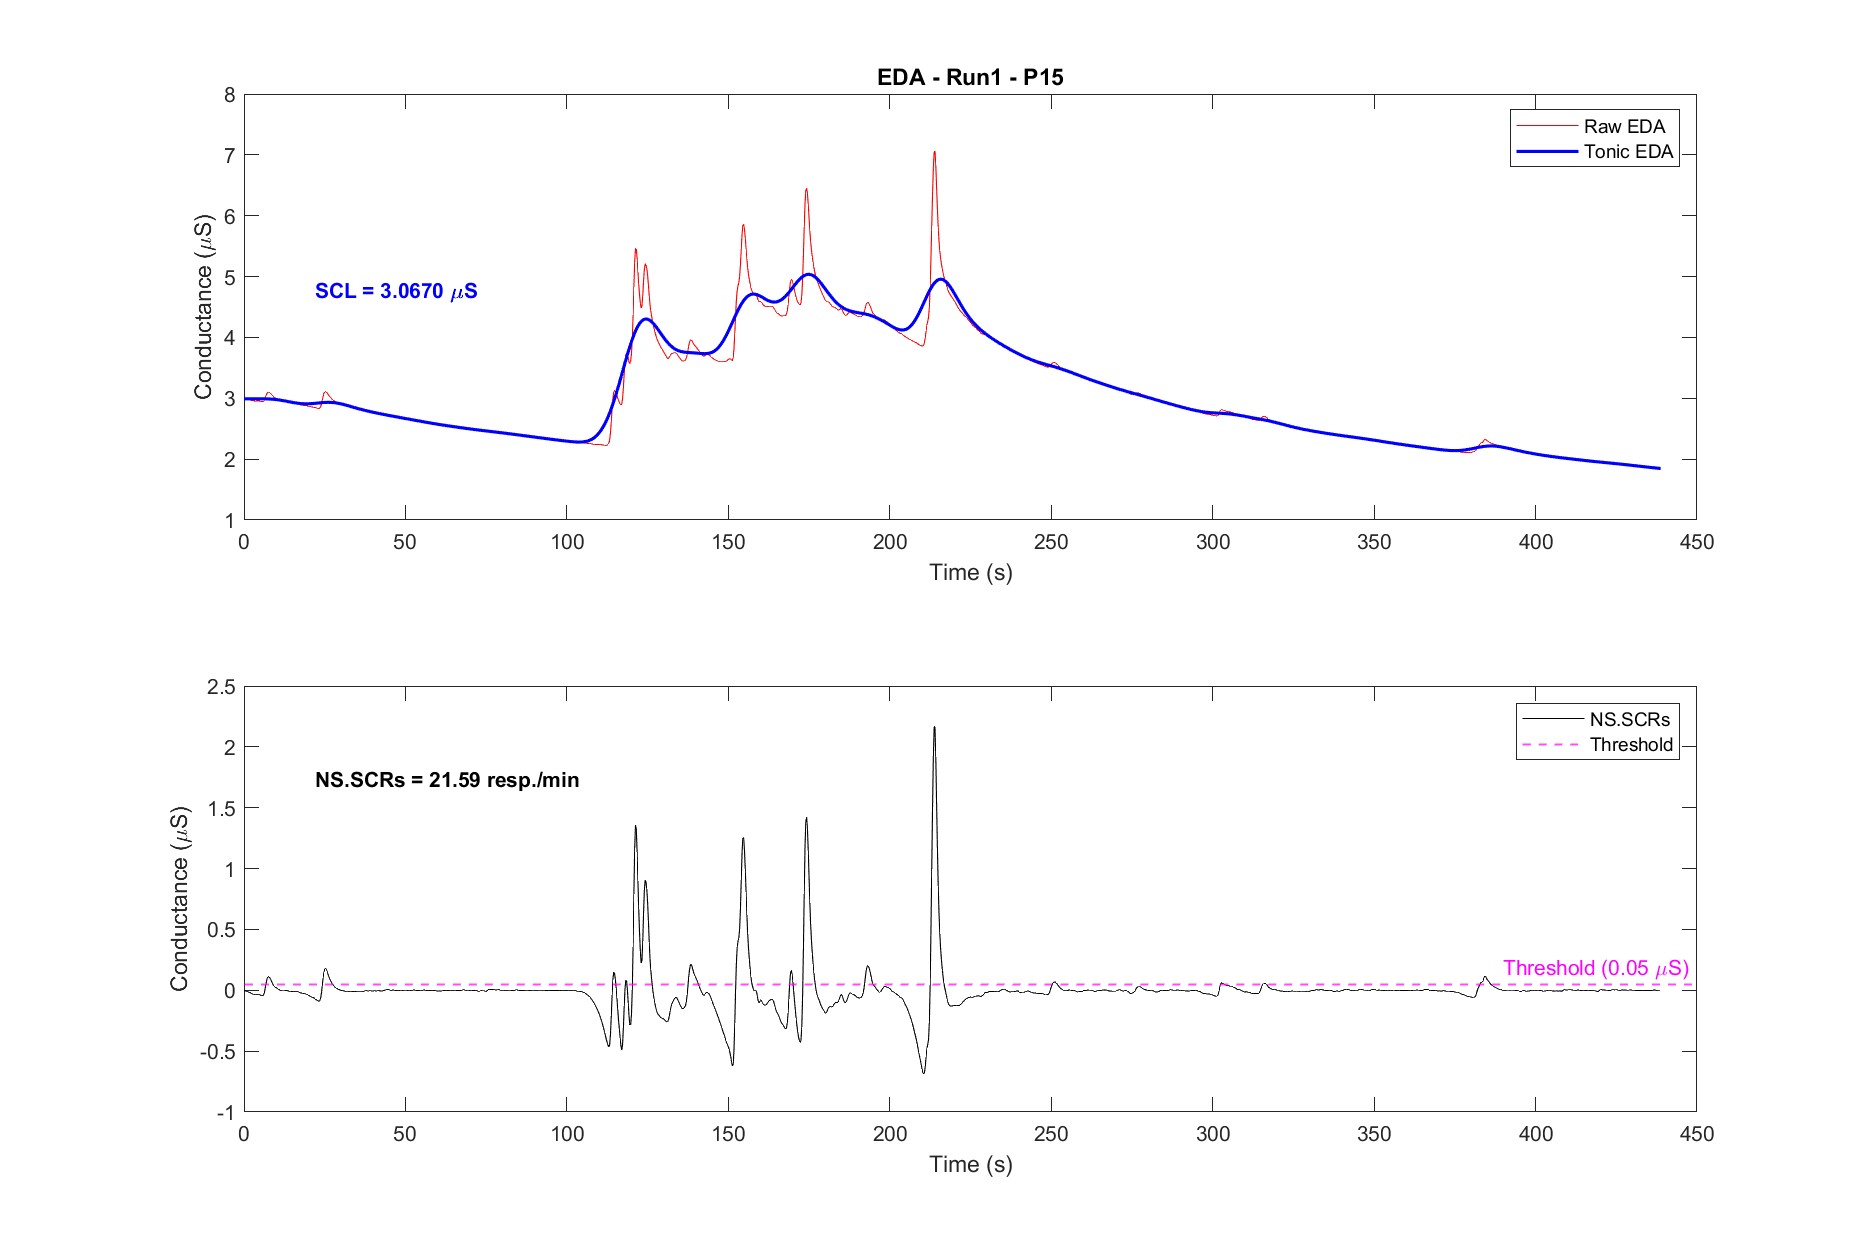 EDA - Run1 - P15
8
7
6
5
4
3
2
1
Conductance (μS)
Raw EDA
Tonic EDA
SCL = 3.0670 μS
0 50 100 150 200 250 300 350 400 450
Time (s)
2.5
2
1.5
1
0.5
0
-0.5
-1
Conductance (μS)
NS.SCRs
Threshold
NS.SCRs = 21.59 resp./min
Threshold (0.05 μS)
0 50 100 150 200 250 300 350 400 450
Time (s)